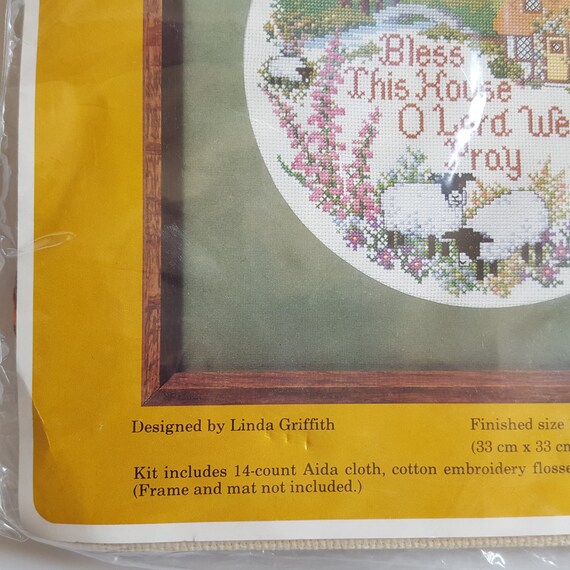 Bless
This House
O Lord We
Pray
Designed by Linda Griffith
Finished size
(33 cm x 33 cm
Kit includes 14-count Aida cloth, cotton embroidery flosse
(Frame and mat not included.)